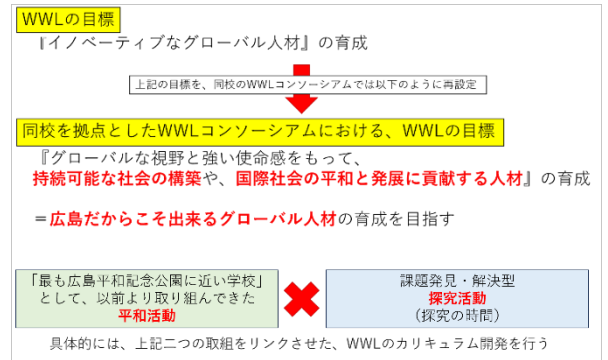 WWLの目標
『イノベーティブなグローバル人材』の育成
上記の目標を、同校のWWLコンソーシアムでは以下のように再設定
同校を拠点としたWWLコンソーシアムにおける、WWLの目標
『グローバルな視野と強い使命感をもって、
持続可能な社会の構築や、国際社会の平和と発展に貢献する人材』の育成
＝広島だからこそ出来るグローバル人材の育成を目指す
「最も広島平和記念公園に近い学校」
として、以前より取り組んできた
平和活動
課題発見・解決型
探究活動
（探究の時間）
具体的には、上記二つの取組をリンクさせた、WWLのカリキュラム開発を行う